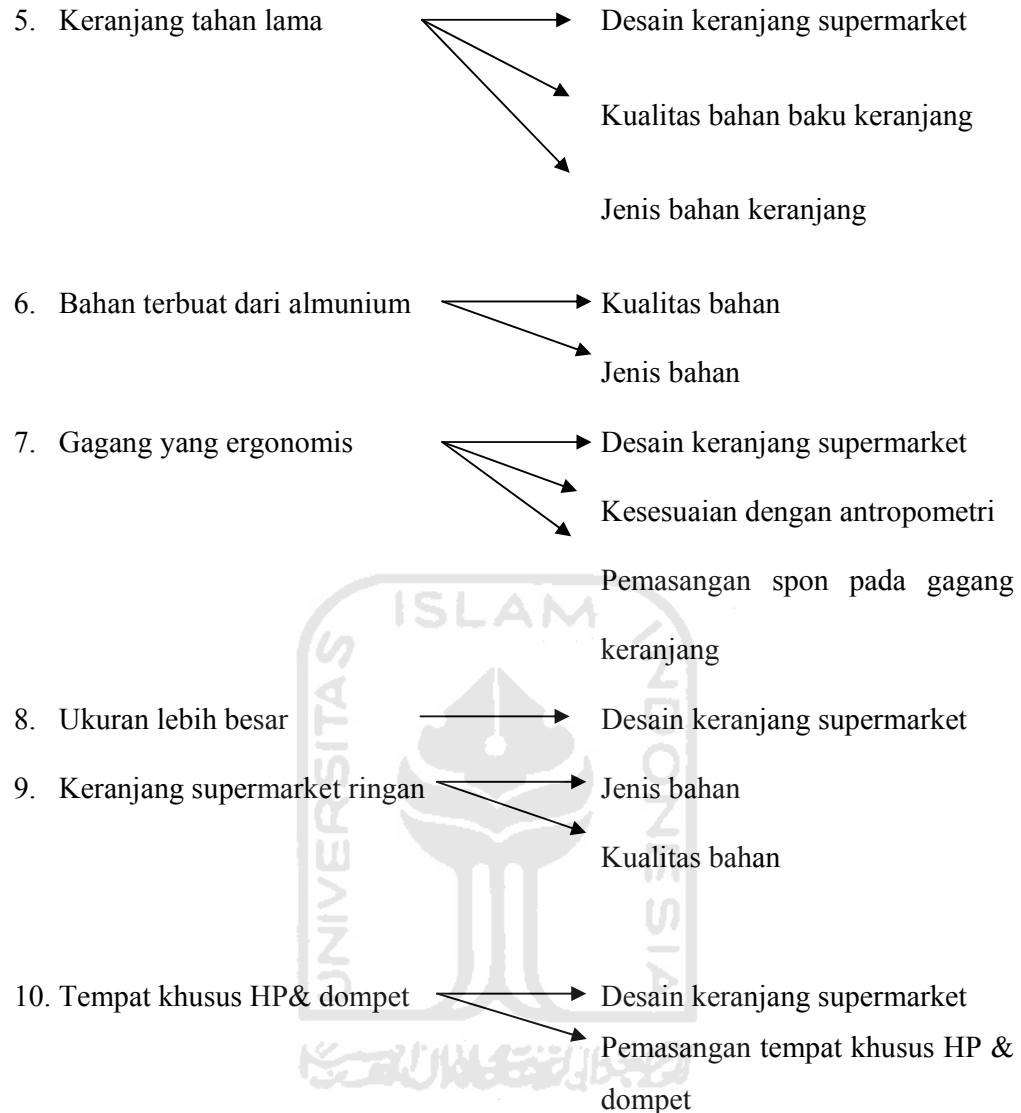 5. Keranjang tahan lama Desain keranjang supermarket
Kualitas bahan baku keranjang
Jenis bahan keranjang
6. Bahan terbuat dari almunium Kualitas bahan
Jenis bahan
7. Gagang yang ergonomis Desain keranjang supermarket
Kesesuaian dengan antropometri
Pemasangan spon pada gagang
keranjang
8. Ukuran lebih besar Desain keranjang supermarket
9. Keranjang supermarket ringan Jenis bahan
Kualitas bahan
10. Tempat khusus HP& dompet Desain keranjang supermarket
Pemasangan tempat khusus HP &
dompet
UNIVERSITAS
ISLAM
INDONESIA